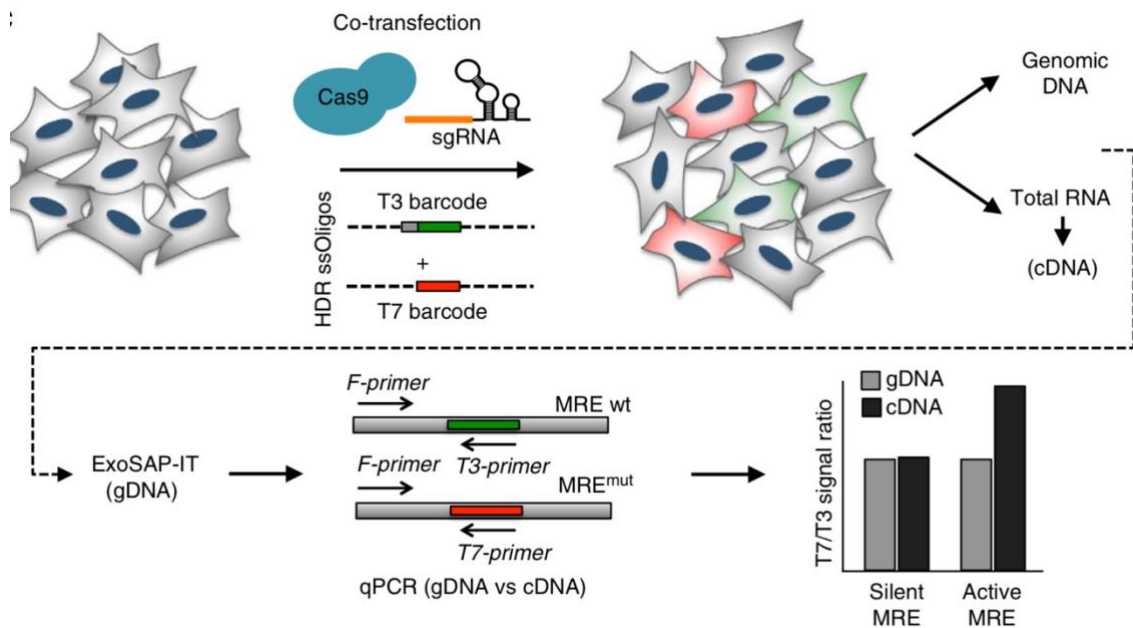 Co-transfection
Cas9
sgRNA
HDR ssOligos
T3 barcode
+
T7 barcode
Genomic
DNA
Total RNA
(cDNA)
ExoSAP-IT
(gDNA)
F-primer
MRE wt
T3-primer
F-primer
MREmut
T7-primer
qPCR (gDNA vs cDNA)
T7/T3 signal ratio
gDNA
cDNA
Silent
MRE
Active
MRE